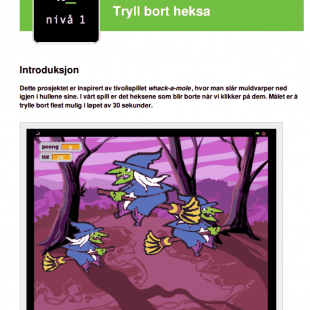 Tryll bort heksa
nivå 1
Introduksjon
Dette prosjektet er inspirert av tivolispillet whack-a-mole, hvor man slår muldvarper ned
igjen i hullene sine. I vårt spill er det heksene som blir borte når vi klikker på dem. Målet er å
trylle bort flest mulig i løpet av 30 sekunder.
poeng
tid